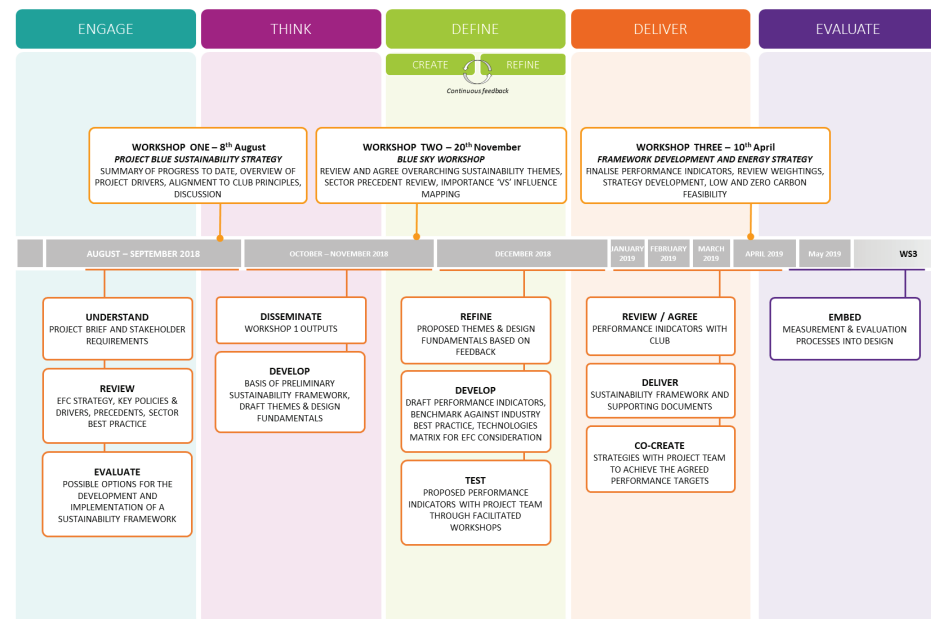 ENGAGE
THINK
DEFINE
DELIVER
EVALUATE
CREATE
REFINE
Continuous feedback
WORKSHOP ONE – 8th August
PROJECT BLUE SUSTAINABILITY STRATEGY
SUMMARY OF PROGRESS TO DATE, OVERVIEW OF
PROJECT DRIVERS, ALIGNMENT TO CLUB PRINCIPLES,
DISCUSSION
WORKSHOP TWO – 20th November
BLUE SKY WORKSHOP
REVIEW AND AGREE OVERARCHING SUSTAINABILITY THEMES,
SECTOR PRECEDENT REVIEW, IMPORTANCE 'VS' INFLUENCE
MAPPING
WORKSHOP THREE – 10th April
FRAMEWORK DEVELOPMENT AND ENERGY STRATEGY
FINALISE PERFORMANCE INDICATORS, REVIEW WEIGHTINGS,
STRATEGY DEVELOPMENT, LOW AND ZERO CARBON
FEASIBILITY
AUGUST – SEPTEMBER 2018
OCTOBER – NOVEMBER 2018
DECEMBER 2018
JANUARY
2019
FEBRUARY
2019
MARCH
2019
APRIL 2019
May 2019
WS3
UNDERSTAND
PROJECT BRIEF AND STAKEHOLDER
REQUIREMENTS
REVIEW
EFC STRATEGY, KEY POLICIES &
DRIVERS, PRECEDENTS, SECTOR
BEST PRACTICE
EVALUATE
POSSIBLE OPTIONS FOR THE
DEVELOPMENT AND
IMPLEMENTATION OF A
SUSTAINABILITY FRAMEWORK
DISSEMINATE
WORKSHOP 1 OUTPUTS
DEVELOP
BASIS OF PRELIMINARY
SUSTAINABILITY FRAMEWORK,
DRAFT THEMES & DESIGN
FUNDAMENTALS
REFINE
PROPOSED THEMES & DESIGN
FUNDAMENTALS BASED ON
FEEDBACK
DEVELOP
DRAFT PERFORMANCE INDICATORS,
BENCHMARK AGAINST INDUSTRY
BEST PRACTICE, TECHNOLOGIES
MATRIX FOR EFC CONSIDERATION
TEST
PROPOSED PERFORMANCE
INDICATORS WITH PROJECT TEAM
THROUGH FACILITATED
WORKSHOPS
REVIEW / AGREE
PERFORMANCE INIDICATORS WITH
CLUB
DELIVER
SUSTAINABILITY FRAMEWORK AND
SUPPORTING DOCUMENTS
CO-CREATE
STRATEGIES WITH PROJECT TEAM
TO ACHIEVE THE AGREED
PERFORMANCE TARGETS
EMBED
MEASUREMENT & EVALUATION
PROCESSES INTO DESIGN